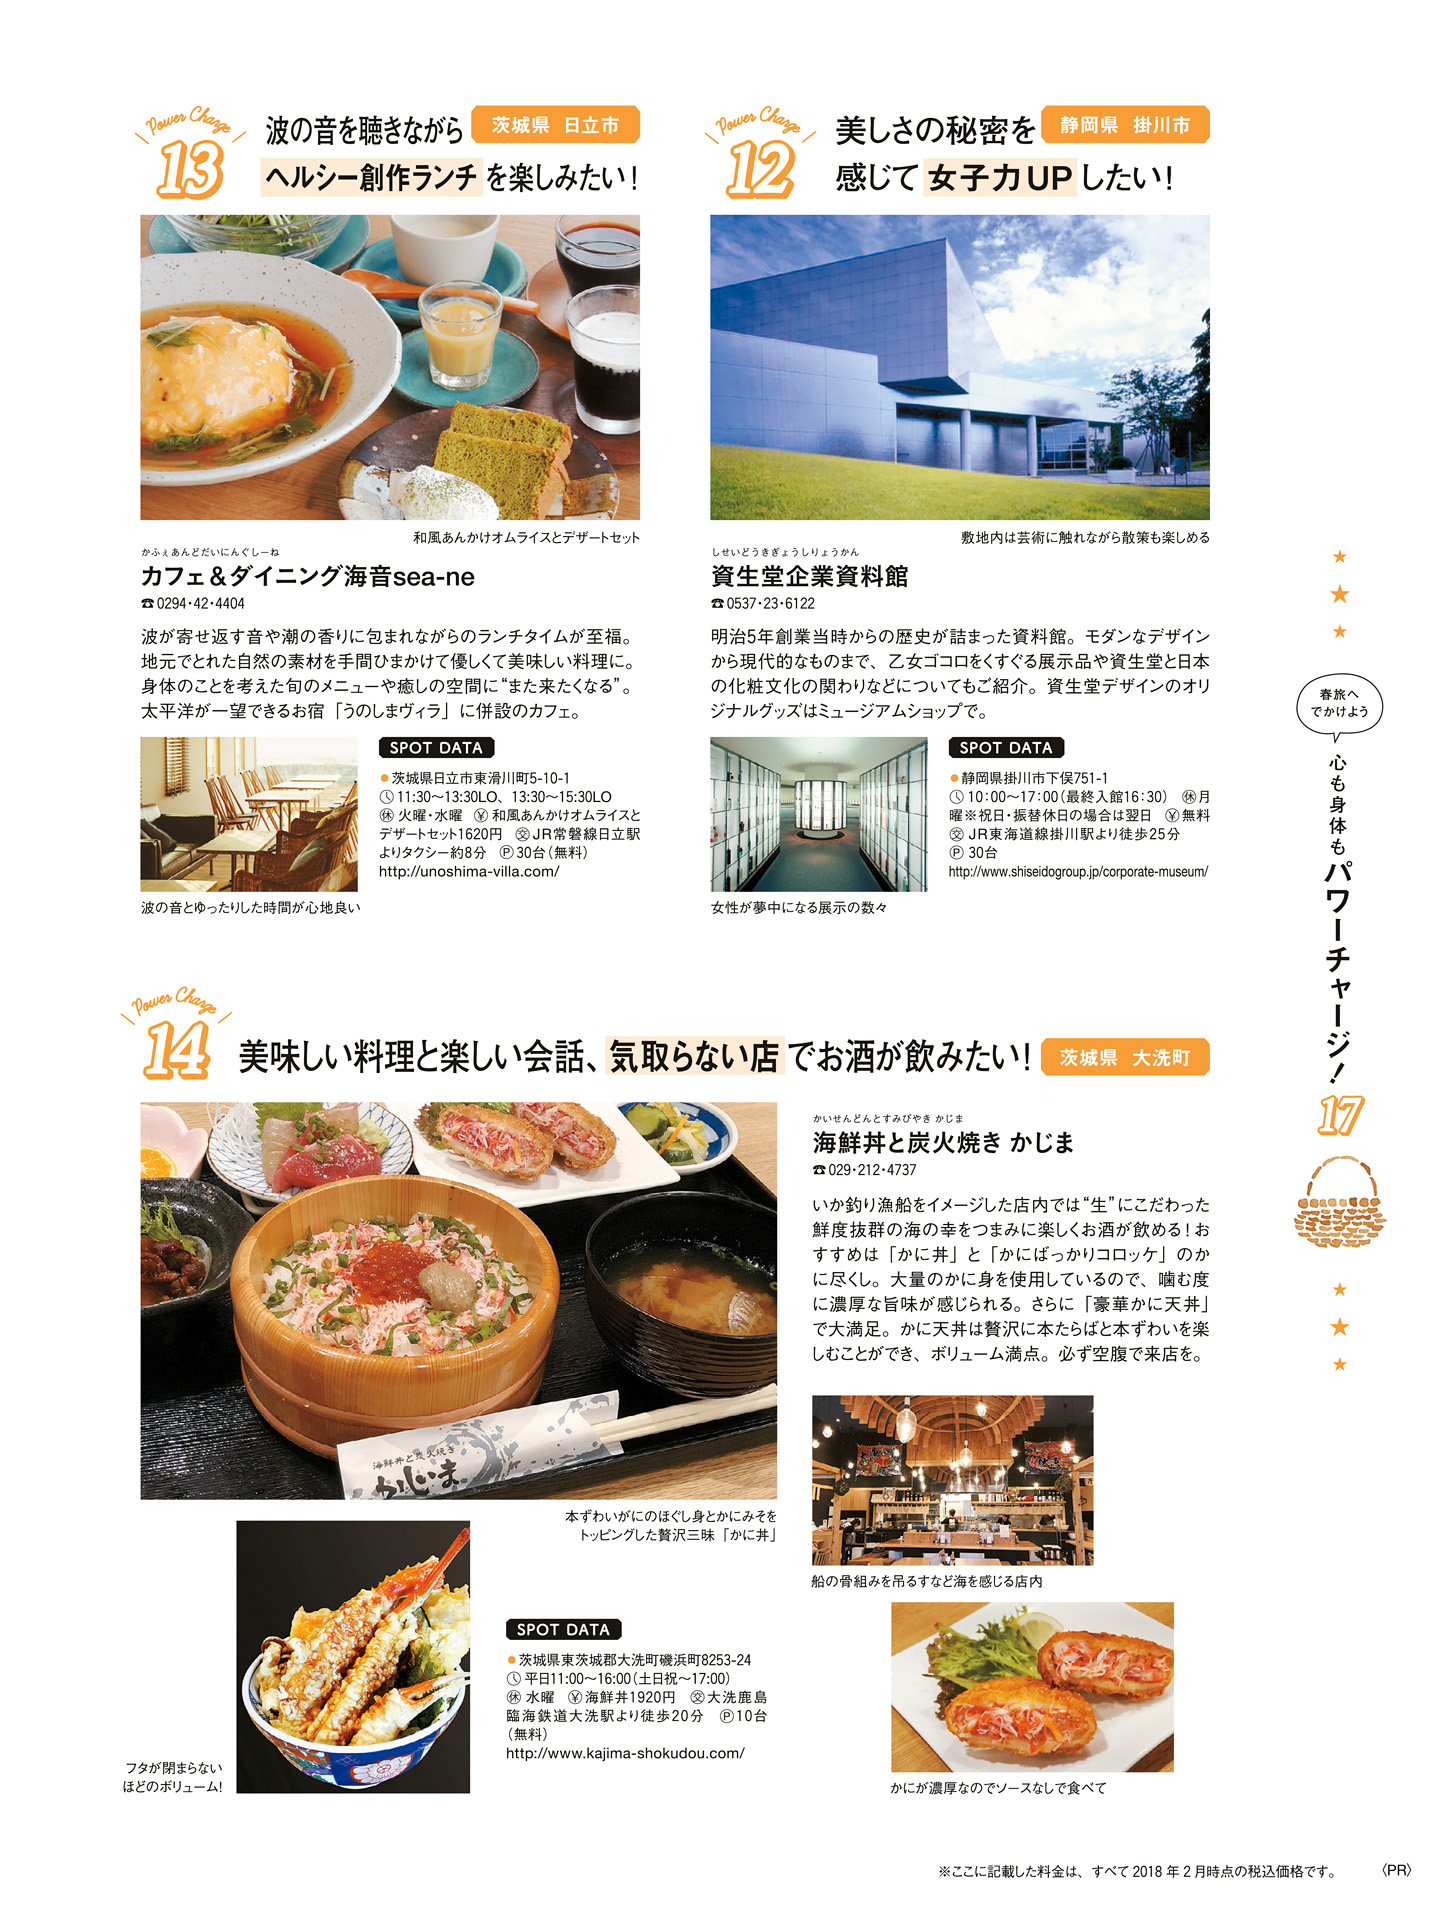 Power Charge
12
美しさの秘密を
感じて 女子力UP したい！
静岡県 掛川市
敷地内は芸術に触れながら散策も楽しめる
しせいどうきぎょうしりょうかん
資生堂企業資料館
☎0537・23・6122
明治5年創業当時からの歴史が詰まった資料館。モダンなデザイン
から現代的なものまで、乙女ゴコロをくすぐる展示品や資生堂と日本
の化粧文化の関わりなどについてもご紹介。資生堂デザインのオリ
ジナルグッズはミュージアムショップで。
女性が夢中になる展示の数々
SPOT DATA
●静岡県掛川市下俣751-1
10：00〜17：00（最終入館16：30） ㊡月
曜※祝日・振替休日の場合は翌日 Ⓨ無料
交 JR東海道線掛川駅より徒歩25分
Ⓟ 30台
http://www.shiseidogroup.jp/corporate-museum/
Power Charge
13
波の音を聴きながら
ヘルシー創作ランチ を楽しみたい！
茨城県 日立市
和風あんかけオムライスとデザートセット
かふぇあんどだいにんぐしーね
カフェ＆ダイニング海音sea-ne
☎0294・42・4404
波が寄せ返す音や潮の香りに包まれながらのランチタイムが至福。
地元でとれた自然の素材を手間ひまかけて優しくて美味しい料理に。
身体のことを考えた旬のメニューや癒しの空間に“また来たくなる”。
太平洋が一望できるお宿「うのしまヴィラ」に併設のカフェ。
波の音とゆったりした時間が心地良い
SPOT DATA
●茨城県日立市東滑川町5-10-1
11:30〜13:30LO、13:30〜15:30LO
㊡ 火曜・水曜 Ⓨ 和風あんかけオムライスと
デザートセット1620円 交JR常磐線日立駅
よりタクシー約8分 Ⓟ30台（無料）
http://unoshima-villa.com/
Power Charge
14
美味しい料理と楽しい会話、気取らない店 でお酒が飲みたい！
茨城県 大洗町
海鮮丼と炭火焼き
かじま
本ずわいがにのほぐし身とかにみそを
トッピングした贅沢三昧「かに丼」
かいせんどんとすみびやき かじま
海鮮丼と炭火焼き かじま
☎029・212・4737
いか釣り漁船をイメージした店内では“生”にこだわった
鮮度抜群の海の幸をつまみに楽しくお酒が飲める！お
すすめは「かに丼」と「かにばっかりコロッケ」のか
に尽くし。大量のかに身を使用しているので、噛む度
に濃厚な旨味が感じられる。さらに「豪華かに天丼」
で大満足。かに天丼は贅沢に本たらばと本ずわいを楽
しむことができ、ボリューム満点。必ず空腹で来店を。
船の骨組みを吊るすなど海を感じる店内
フタが閉まらない
ほどのボリューム！
SPOT DATA
●茨城県東茨城郡大洗町磯浜町8253-24
平日11:00〜16:00（土日祝〜17:00）
㊡ 水曜 Ⓨ海鮮丼1920円 交大洗鹿島
臨海鉄道大洗駅より徒歩20分 Ⓟ10台
（無料）
http://www.kajima-shokudou.com/
かにが濃厚なのでソースなしで食べて
春旅へ
でかけよう
心も身体もパワーチャージ！
17
※ここに記載した料金は、すべて2018年2月時点の税込価格です。
〈PR〉